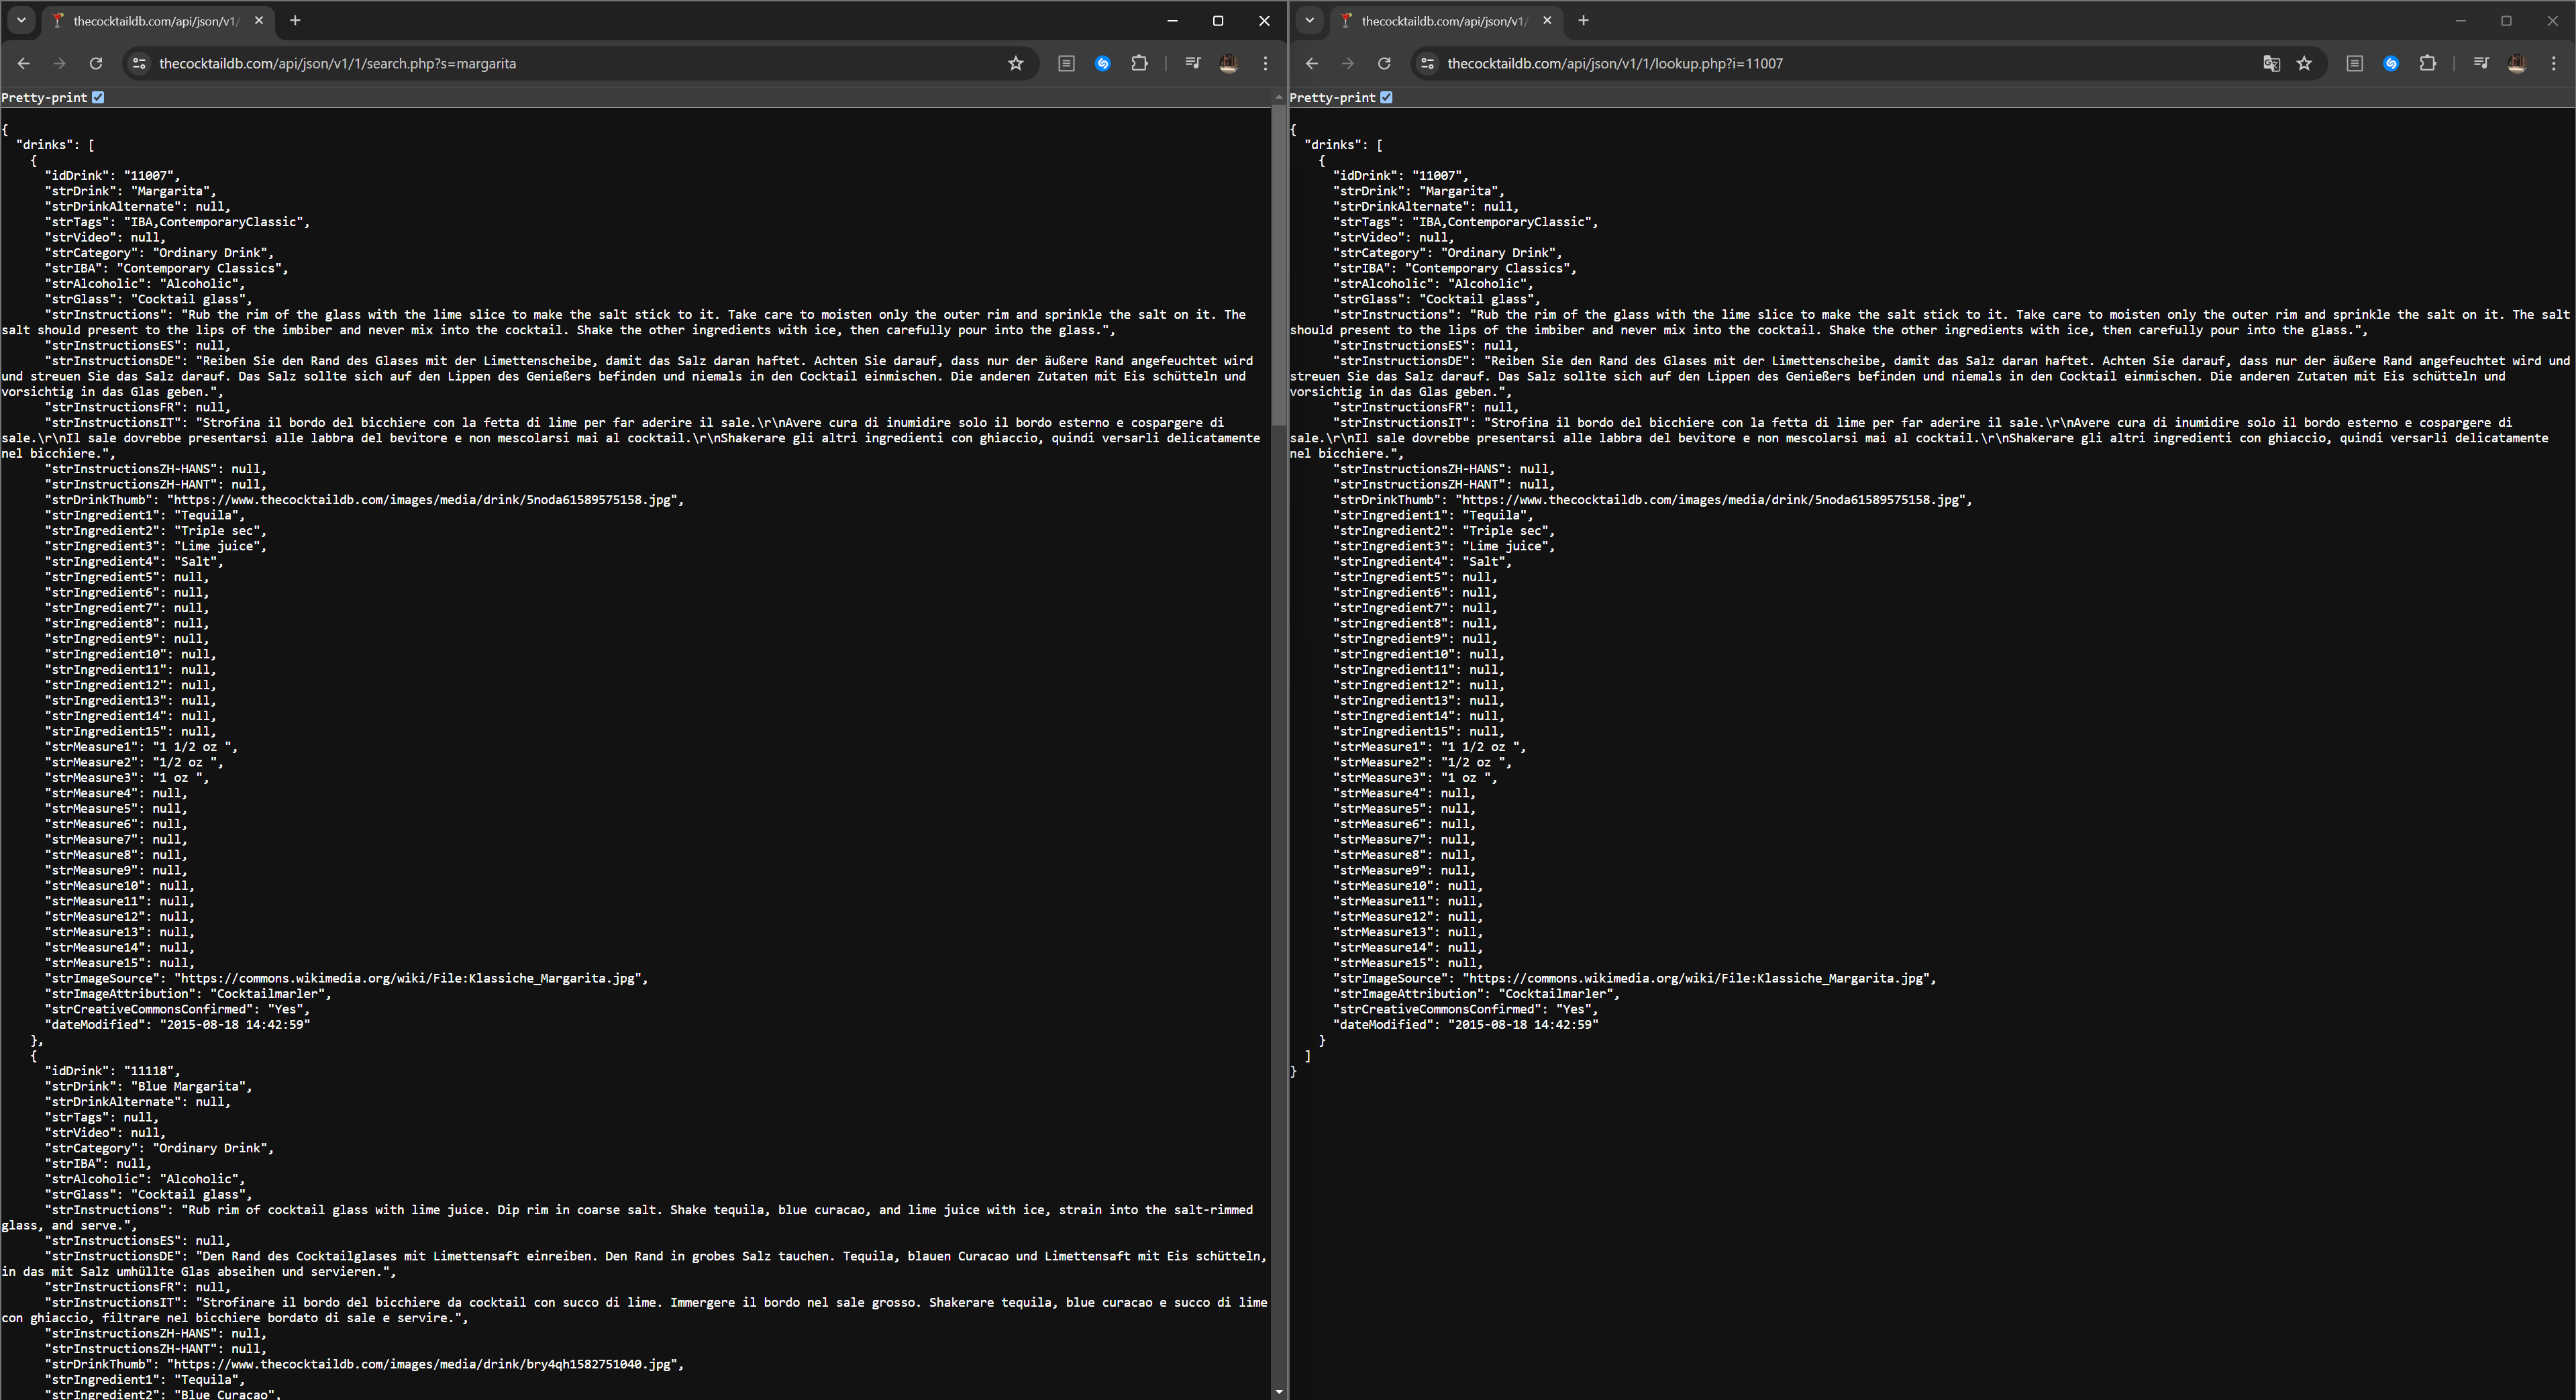 thecocktaildb.com/api/json/v1/
thecocktaildb.com/api/json/v1/1/search.php?s=margarita
Pretty-print
{
"drinks": [
{
"idDrink": "11007",
"strDrink": "Margarita",
"strDrinkAlternate": null,
"strTags": "IBA,ContemporaryClassic",
"strVideo": null,
"strCategory": "Ordinary Drink",
"strIBA": "Contemporary Classics",
"strAlcoholic": "Alcoholic",
"strGlass": "Cocktail glass",
"strInstructions": "Rub the rim of the glass with the lime slice to make the salt stick to it. Take care to moisten only the outer rim and sprinkle the salt on it. The
salt should present to the lips of the imbiber and never mix into the cocktail. Shake the other ingredients with ice, then carefully pour into the glass.",
"strInstructionsES": null,
"strInstructionsDE": "Reiben Sie den Rand des Glases mit der Limettenscheibe, damit das Salz daran haftet. Achten Sie darauf, dass nur der äußere Rand angefeuchtet wird
und streuen Sie das Salz darauf. Das Salz sollte sich auf den Lippen des Genießers befinden und niemals in den Cocktail einmischen. Die anderen Zutaten mit Eis schütteln und
vorsichtig in das Glas geben.",
"strInstructionsFR": null,
"strInstructionsIT": "Strofina il bordo del bicchiere con la fetta di lime per far aderire il sale.\r\nAvere cura di inumidire solo il bordo esterno e cospargere di
sale.\r\nIl sale dovrebbe presentarsi alle labbra del bevitore e non mescolarsi mai al cocktail.\r\nShakerare gli altri ingredienti con ghiaccio, quindi versarli delicatamente
nel bicchiere.",
"strInstructionsZH-HANS": null,
"strInstructionsZH-HANT": null,
"strDrinkThumb": "https://www.thecocktaildb.com/images/media/drink/5noda61589575158.jpg",
"strIngredient1": "Tequila",
"strIngredient2": "Triple sec",
"strIngredient3": "Lime juice",
"strIngredient4": "Salt",
"strIngredient5": null,
"strIngredient6": null,
"strIngredient7": null,
"strIngredient8": null,
"strIngredient9": null,
"strIngredient10": null,
"strIngredient11": null,
"strIngredient12": null,
"strIngredient13": null,
"strIngredient14": null,
"strIngredient15": null,
"strMeasure1": "1 1/2 oz ",
"strMeasure2": "1/2 oz ",
"strMeasure3": "1 oz ",
"strMeasure4": null,
"strMeasure5": null,
"strMeasure6": null,
"strMeasure7": null,
"strMeasure8": null,
"strMeasure9": null,
"strMeasure10": null,
"strMeasure11": null,
"strMeasure12": null,
"strMeasure13": null,
"strMeasure14": null,
"strMeasure15": null,
"strImageSource": "https://commons.wikimedia.org/wiki/File:Klassiche_Margarita.jpg",
"strImageAttribution": "Cocktailmarler",
"strCreativeCommonsConfirmed": "Yes",
"dateModified": "2015-08-18 14:42:59"
},
{
"idDrink": "11118",
"strDrink": "Blue Margarita",
"strDrinkAlternate": null,
"strTags": null,
"strVideo": null,
"strCategory": "Ordinary Drink",
"strIBA": null,
"strAlcoholic": "Alcoholic",
"strGlass": "Cocktail glass",
"strInstructions": "Rub rim of cocktail glass with lime juice. Dip rim in coarse salt. Shake tequila, blue curacao, and lime juice with ice, strain into the salt-rimmed
glass, and serve.",
"strInstructionsES": null,
"strInstructionsDE": "Den Rand des Cocktailglases mit Limettensaft einreiben. Den Rand in grobes Salz tauchen. Tequila, blauen Curacao und Limettensaft mit Eis schütteln,
in das mit Salz umhüllte Glas abseihen und servieren.",
"strInstructionsFR": null,
"strInstructionsIT": "Strofinare il bordo del bicchiere da cocktail con succo di lime. Immergere il bordo nel sale grosso. Shakerare tequila, blue curacao e succo di lime
con ghiaccio, filtrare nel bicchiere bordato di sale e servire.",
"strInstructionsZH-HANS": null,
"strInstructionsZH-HANT": null,
"strDrinkThumb": "https://www.thecocktaildb.com/images/media/drink/bry4qh1582751040.jpg",
"strIngredient1": "Tequila",
"strIngredient2": "Blue Curacao",
thecocktaildb.com/api/json/v1/
thecocktaildb.com/api/json/v1/1/lookup.php?i=11007
Pretty-print
{
"drinks": [
{
"idDrink": "11007",
"strDrink": "Margarita",
"strDrinkAlternate": null,
"strTags": "IBA,ContemporaryClassic",
"strVideo": null,
"strCategory": "Ordinary Drink",
"strIBA": "Contemporary Classics",
"strAlcoholic": "Alcoholic",
"strGlass": "Cocktail glass",
"strInstructions": "Rub the rim of the glass with the lime slice to make the salt stick to it. Take care to moisten only the outer rim and sprinkle the salt on it. The salt
should present to the lips of the imbiber and never mix into the cocktail. Shake the other ingredients with ice, then carefully pour into the glass.",
"strInstructionsES": null,
"strInstructionsDE": "Reiben Sie den Rand des Glases mit der Limettenscheibe, damit das Salz daran haftet. Achten Sie darauf, dass nur der äußere Rand angefeuchtet wird und
streuen Sie das Salz darauf. Das Salz sollte sich auf den Lippen des Genießers befinden und niemals in den Cocktail einmischen. Die anderen Zutaten mit Eis schütteln und
vorsichtig in das Glas geben.",
"strInstructionsFR": null,
"strInstructionsIT": "Strofina il bordo del bicchiere con la fetta di lime per far aderire il sale.\r\nAvere cura di inumidire solo il bordo esterno e cospargere di
sale.\r\nIl sale dovrebbe presentarsi alle labbra del bevitore e non mescolarsi mai al cocktail.\r\nShakerare gli altri ingredienti con ghiaccio, quindi versarli delicatamente
nel bicchiere.",
"strInstructionsZH-HANS": null,
"strInstructionsZH-HANT": null,
"strDrinkThumb": "https://www.thecocktaildb.com/images/media/drink/5noda61589575158.jpg",
"strIngredient1": "Tequila",
"strIngredient2": "Triple sec",
"strIngredient3": "Lime juice",
"strIngredient4": "Salt",
"strIngredient5": null,
"strIngredient6": null,
"strIngredient7": null,
"strIngredient8": null,
"strIngredient9": null,
"strIngredient10": null,
"strIngredient11": null,
"strIngredient12": null,
"strIngredient13": null,
"strIngredient14": null,
"strIngredient15": null,
"strMeasure1": "1 1/2 oz ",
"strMeasure2": "1/2 oz ",
"strMeasure3": "1 oz ",
"strMeasure4": null,
"strMeasure5": null,
"strMeasure6": null,
"strMeasure7": null,
"strMeasure8": null,
"strMeasure9": null,
"strMeasure10": null,
"strMeasure11": null,
"strMeasure12": null,
"strMeasure13": null,
"strMeasure14": null,
"strMeasure15": null,
"strImageSource": "https://commons.wikimedia.org/wiki/File:Klassiche_Margarita.jpg",
"strImageAttribution": "Cocktailmarler",
"strCreativeCommonsConfirmed": "Yes",
"dateModified": "2015-08-18 14:42:59"
}
]
}